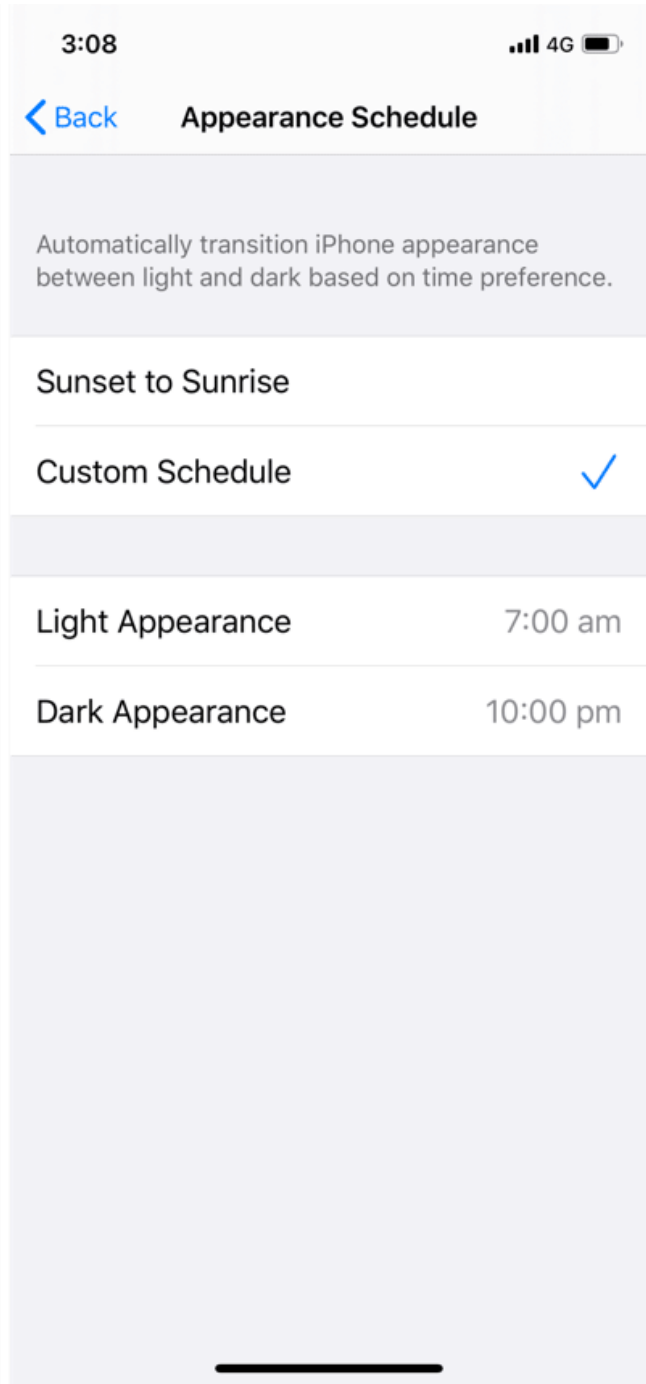 3:08 4G
Back Appearance Schedule
Automatically transition iPhone appearance
between light and dark based on time preference.
Sunset to Sunrise
Custom Schedule
Light Appearance 7:00 am
Dark Appearance 10:00 pm